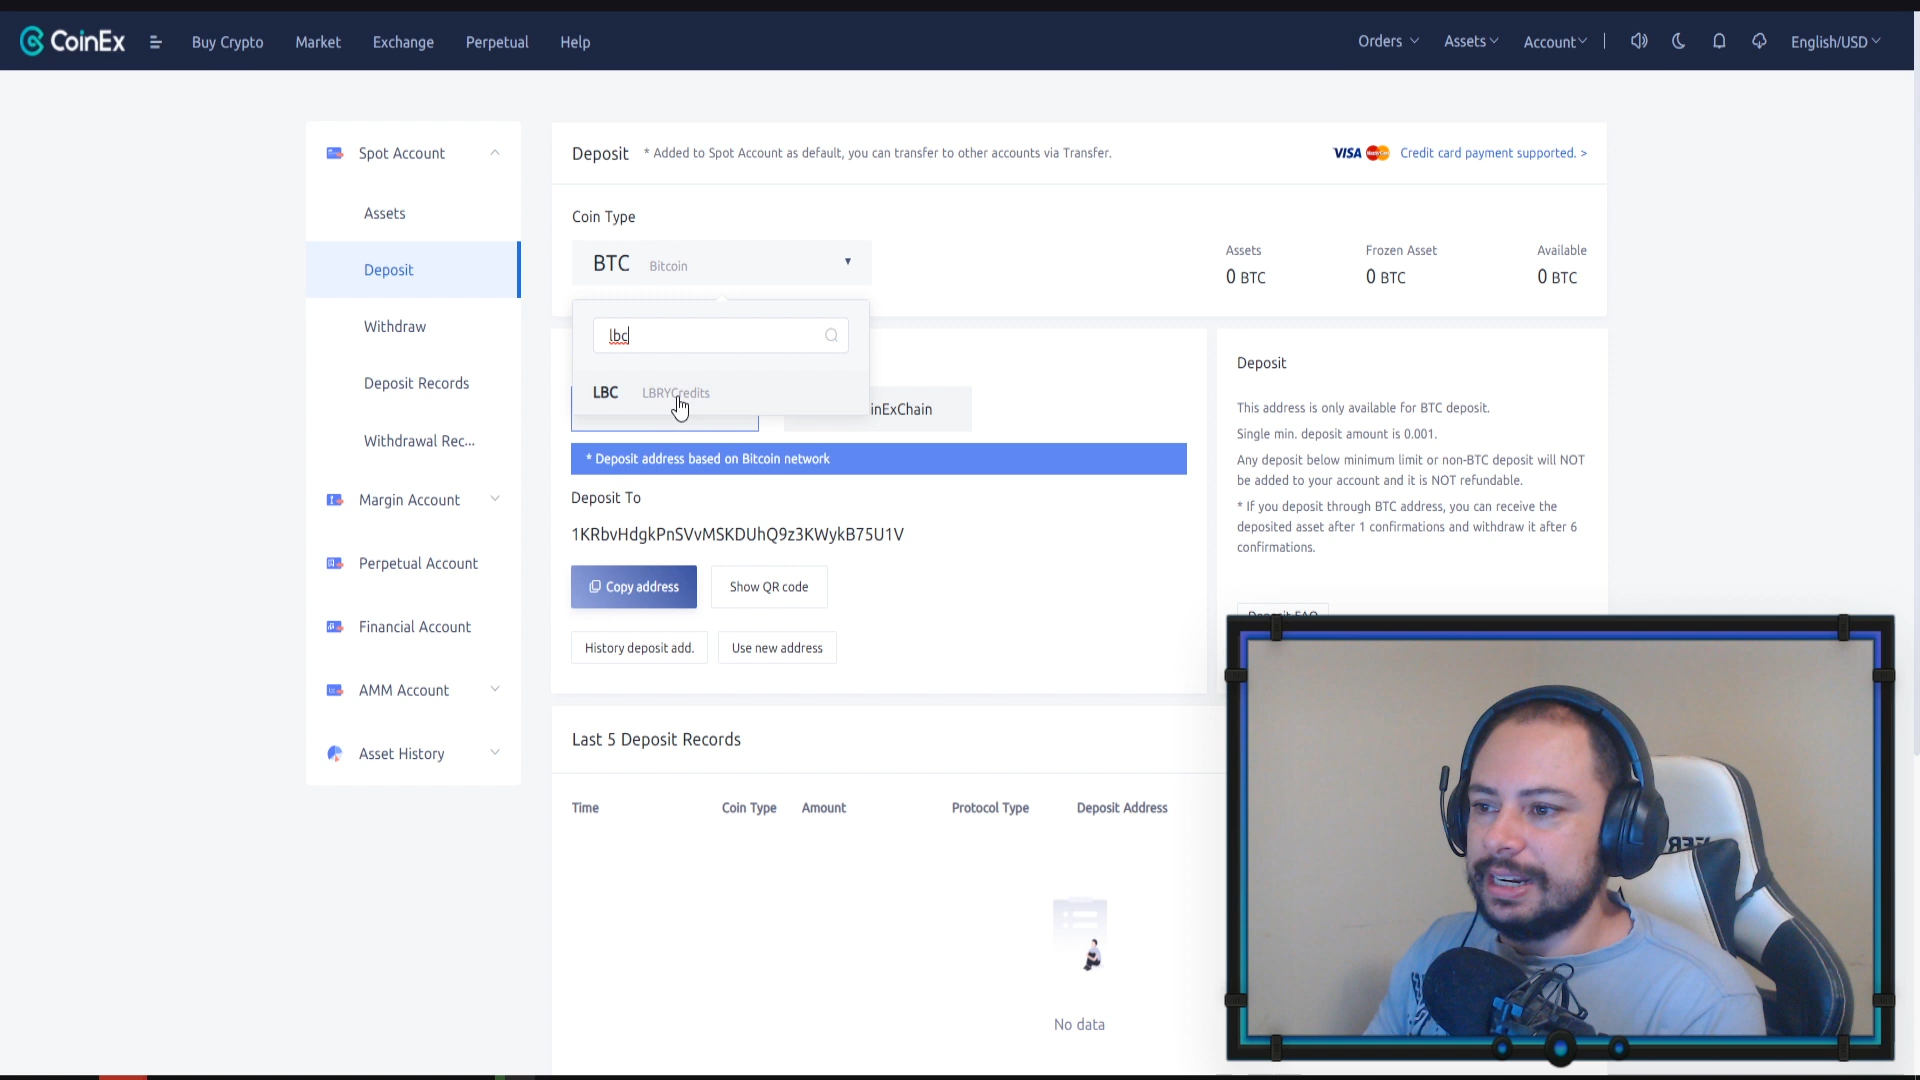 CoinEx
Buy Crypto
Market
Exchange
Perpetual
Help
Orders
Assets
Account
English/USD
Spot Account
Assets
Deposit
Withdraw
Deposit Records
Withdrawal Rec...
Margin Account
Perpetual Account
Financial Account
AMM Account
Asset History
Deposit * Added to Spot Account as default, you can transfer to other accounts via Transfer.
VISA Credit card payment supported. >
Coin Type
BTC Bitcoin
Assets
0 BTC
Frozen Asset
0 BTC
Available
0 BTC
lbc
LBC LBRYCredits
inExChain
* Deposit address based on Bitcoin network
Deposit To
1KRbvHdgkPnSVvMSKDUhQ9z3KWykB75U1V
Copy address
Show QR code
History deposit add.
Use new address
Deposit
This address is only available for BTC deposit.
Single min. deposit amount is 0.001.
Any deposit below minimum limit or non-BTC deposit will NOT
be added to your account and it is NOT refundable.
* If you deposit through BTC address, you can receive the
deposited asset after 1 confirmations and withdraw it after 6
confirmations.
Deposit FAQ
Last 5 Deposit Records
Time
Coin Type
Amount
Protocol Type
Deposit Address
No data